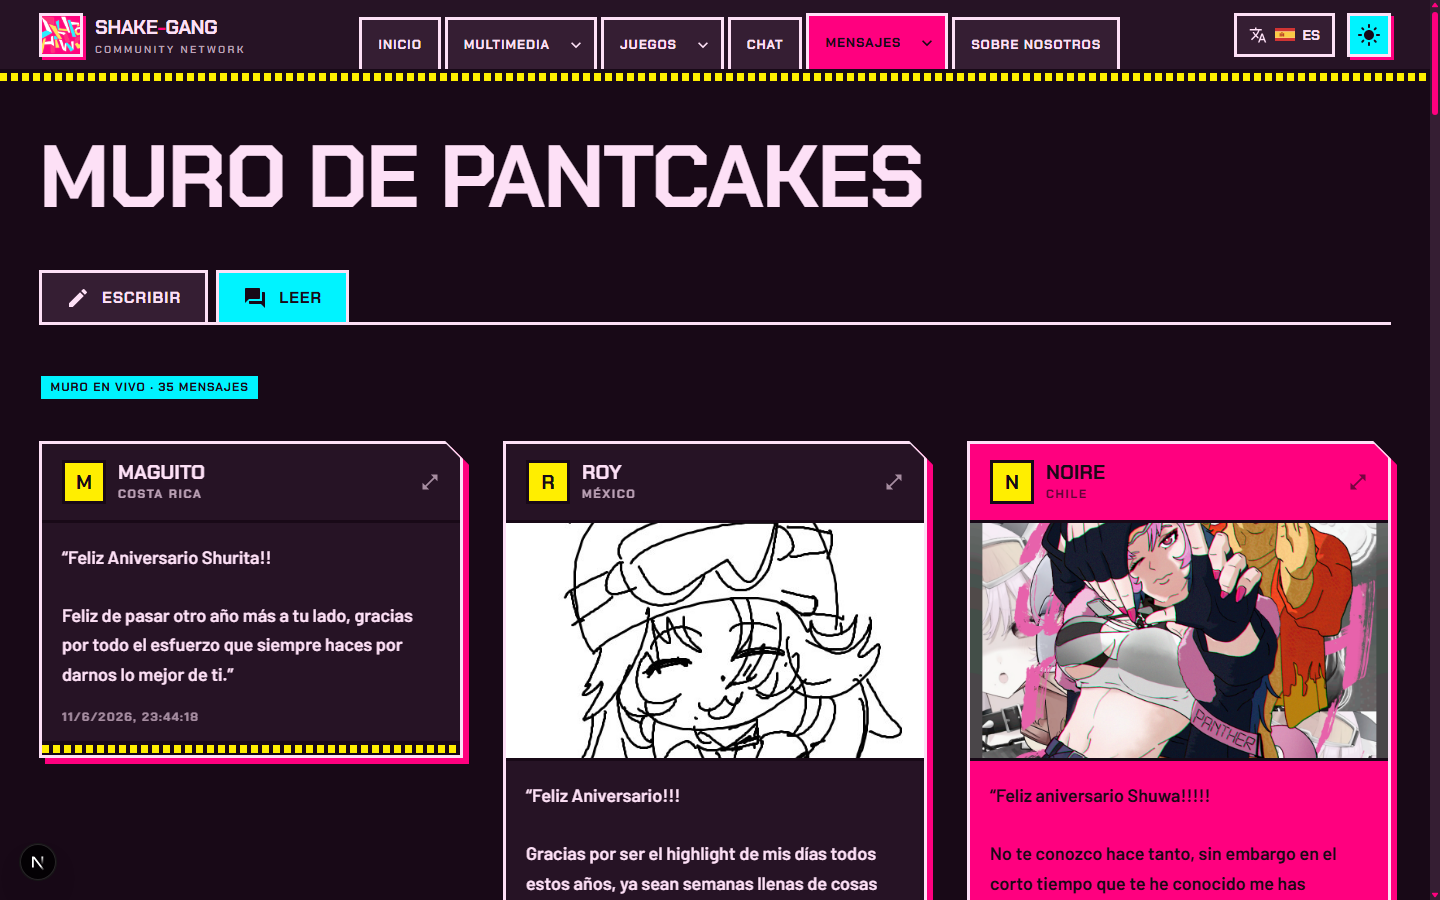 SHAKE-GANG
COMMUNITY NETWORK
INICIO
MULTIMEDIA
JUEGOS
CHAT
MENSAJES
SOBRE NOSOTROS
ES
MURO DE PANTCAKES
ESCRIBIR
LEER
MURO EN VIVO · 35 MENSAJES
M
MAGUITO
COSTA RICA
“Feliz Aniversario Shurita!!
Feliz de pasar otro año más a tu lado, gracias
por todo el esfuerzo que siempre haces por
darnos lo mejor de ti.”
11/6/2026, 23:44:18
R
ROY
MÉXICO
“Feliz Aniversario!!!
Gracias por ser el highlight de mis días todos
estos años, ya sean semanas llenas de cosas
N
NOIRE
CHILE
PANTHER
“Feliz aniversario Shuwa!!!!!
No te conozco hace tanto, sin embargo en el
corto tiempo que te he conocido me has
N